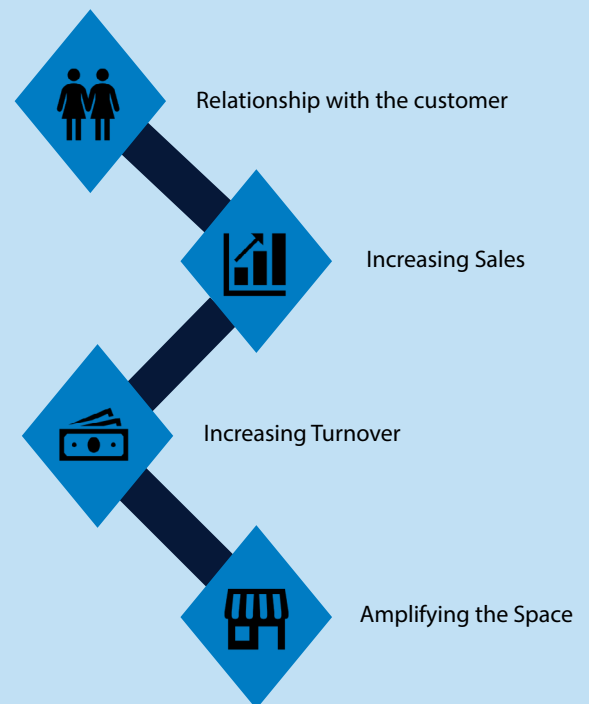 Relationship with the customer
Increasing Sales
Increasing Turnover
Amplifying the Space